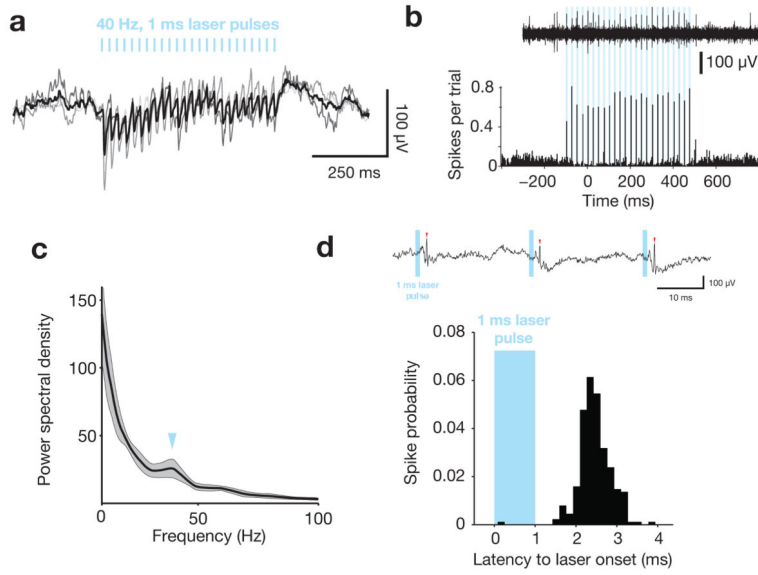 a
40 Hz, 1 ms laser pulses
100 µV
250 ms
b
100 µV
Spikes per trial
0.8
0.4
0
−200 0 200 400 600
Time (ms)
c
Power spectral density
150
100
50
0 50 100
Frequency (Hz)
d
1 ms laser
pulse
100 µV
10 ms
1 ms laser
pulse
Spike probability
0.08
0.06
0.04
0.02
0
0 1 2 3 4
Latency to laser onset (ms)